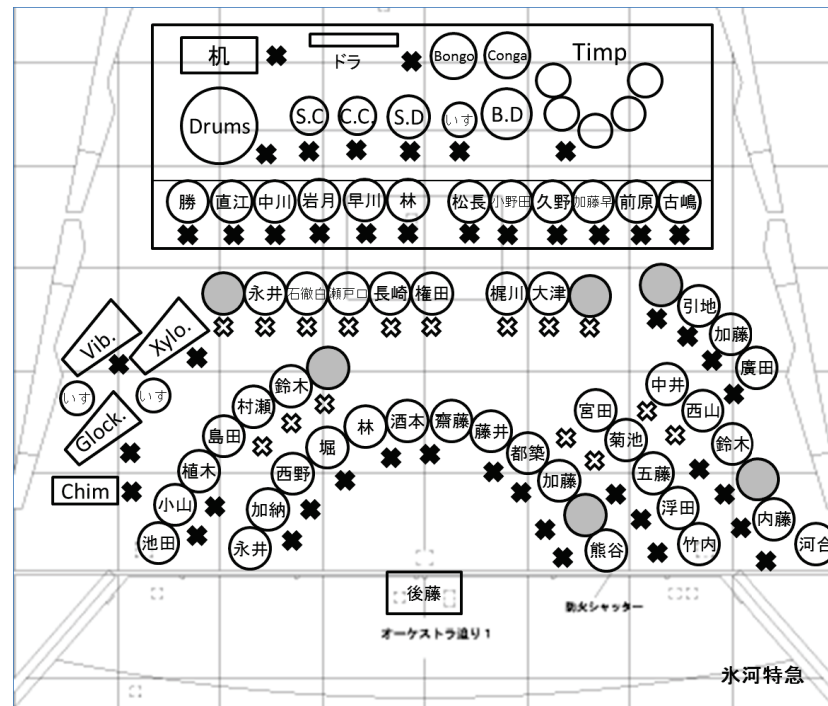 机
ドラ
Bongo
Conga
Timp
Drums
S.C
C.C.
S.D
いす
B.D
勝
直江
中川
岩月
早川
林
松長
小野田
久野
加藤早
前原
古嶋
永井
石徹白
瀬戸口
長崎
権田
梶川
大津
引地
加藤
廣田
Vib.
Xylo.
いす
いす
Glock.
Chim
鈴木
村瀬
島田
植木
小山
池田
林
酒本
齋藤
藤井
堀
都築
西野
加藤
加納
永井
熊谷
宮田
菊池
五藤
浮田
竹内
中井
西山
鈴木
内藤
河合
後藤
オーケストラ迫り1
防火シャッター
氷河特急